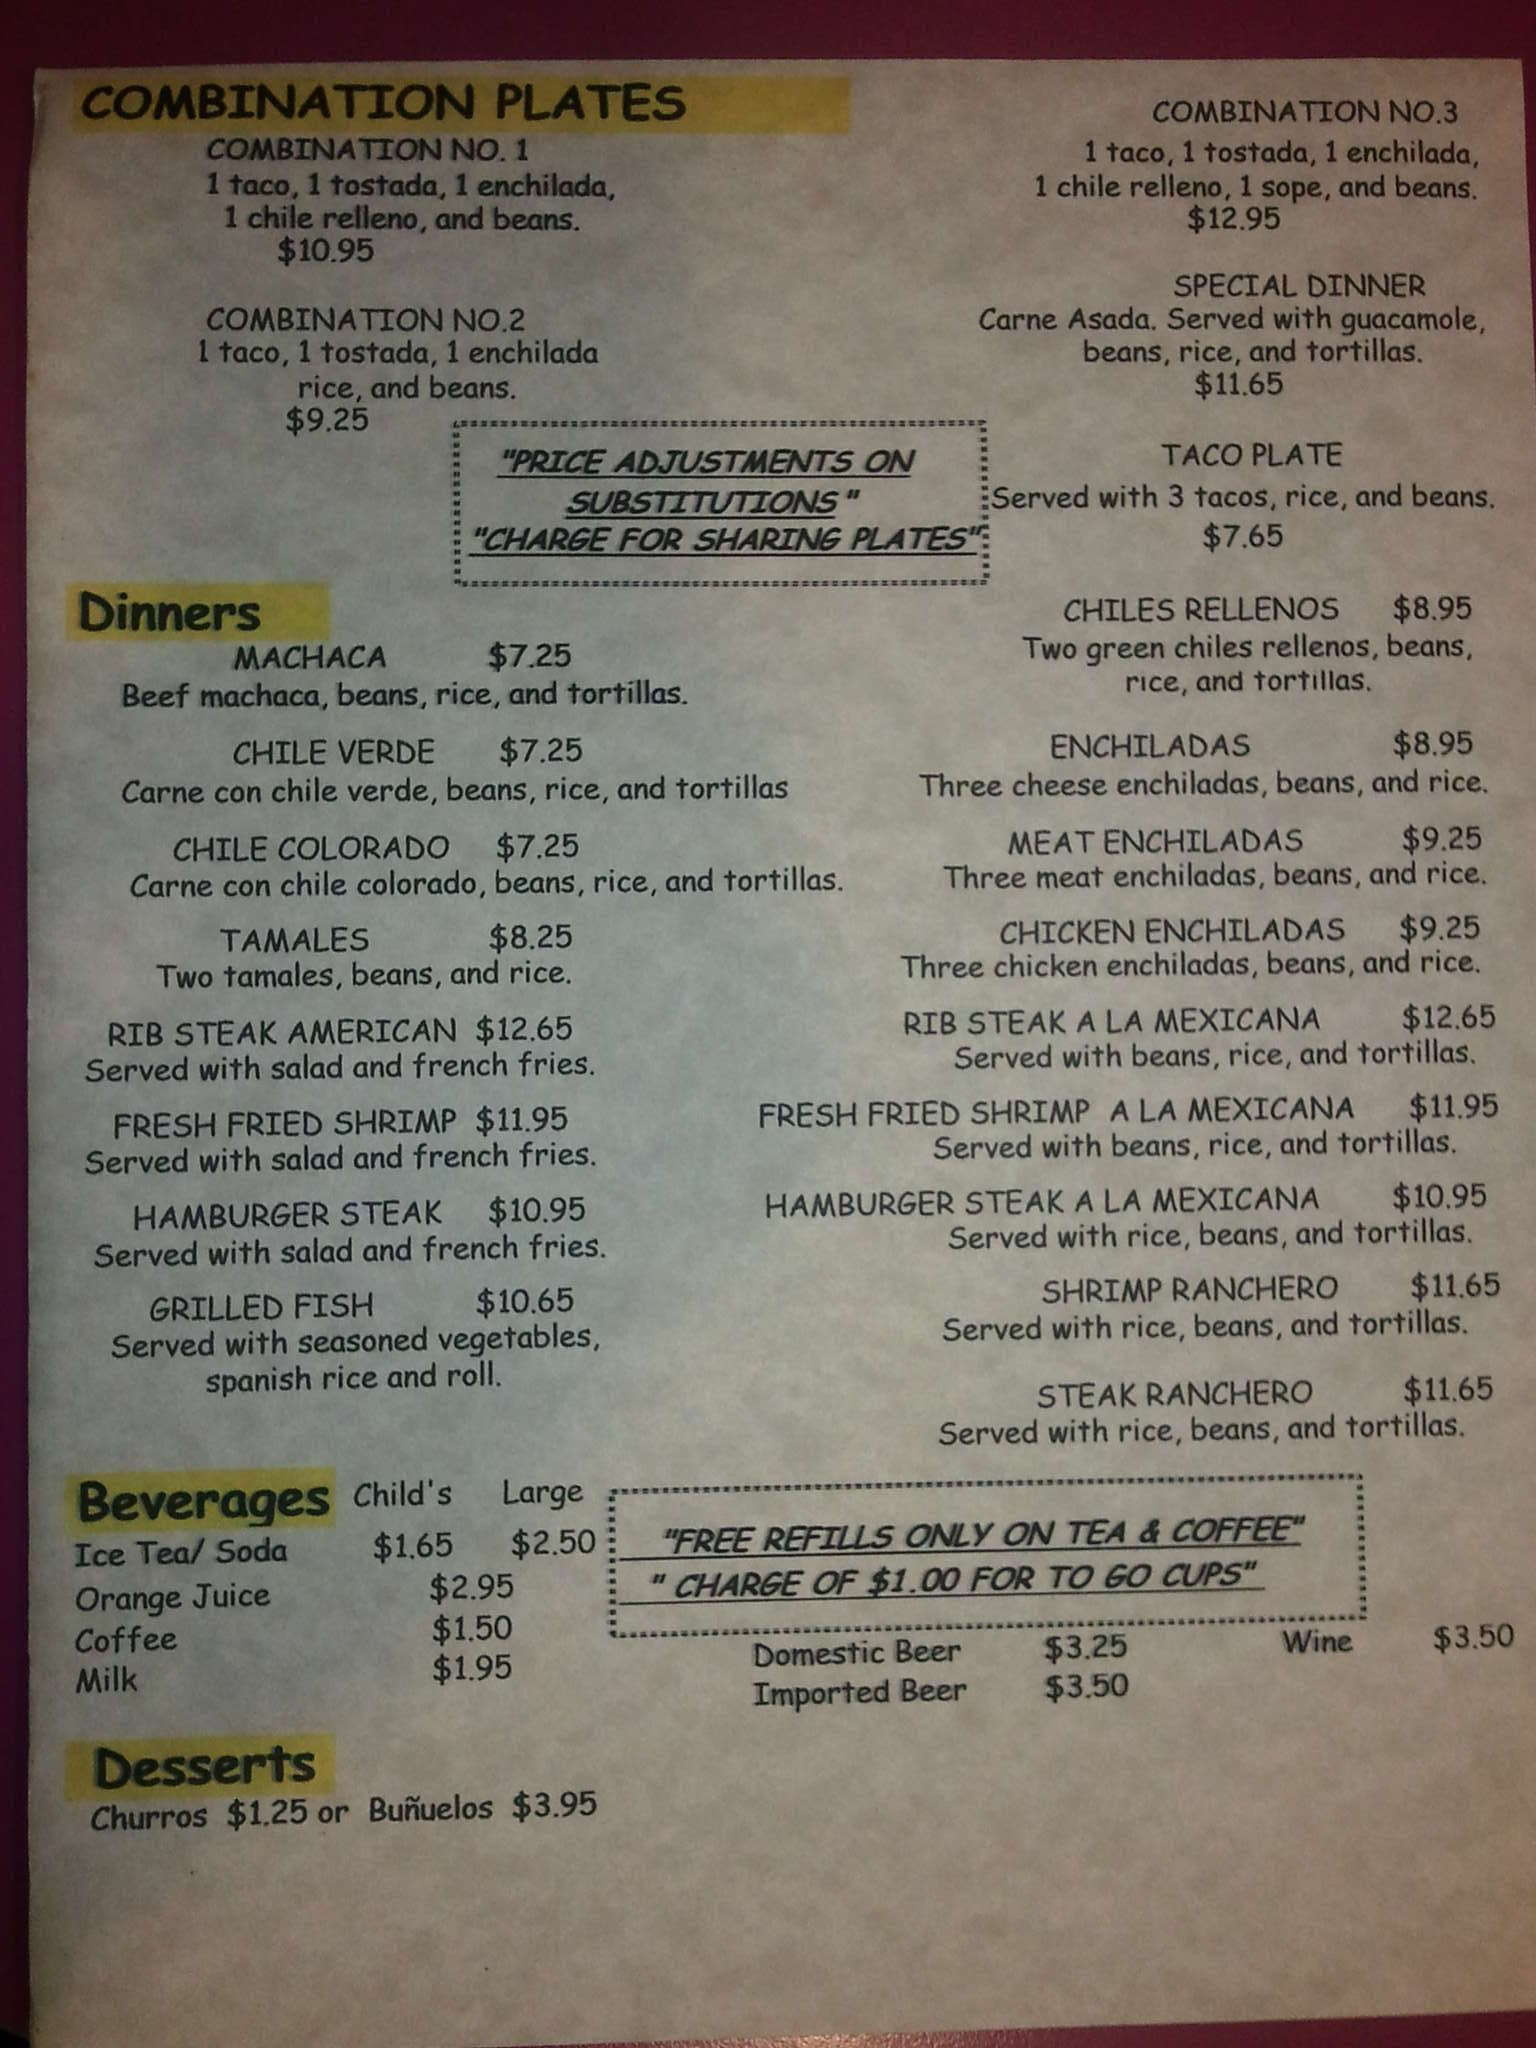 COMBINATION PLATES
COMBINATION NO. 1
1 taco, 1 tostada, 1 enchilada,
1 chile relleno, and beans.
$10.95
COMBINATION NO.2
1 taco, 1 tostada, 1 enchilada
rice, and beans.
$9.25
COMBINATION NO.3
1 taco, 1 tostada, 1 enchilada,
1 chile relleno, 1 sope, and beans.
$12.95
SPECIAL DINNER
Carne Asada. Served with guacamole,
beans, rice, and tortillas.
$11.65
TACO PLATE
Served with 3 tacos, rice, and beans.
$7.65
"PRICE ADJUSTMENTS ON
SUBSTITUTIONS "
"CHARGE FOR SHARING PLATES"
Dinners
MACHACA $7.25
Beef machaca, beans, rice, and tortillas.
CHILE VERDE $7.25
Carne con chile verde, beans, rice, and tortillas
CHILE COLORADO $7.25
Carne con chile colorado, beans, rice, and tortillas.
TAMALES $8.25
Two tamales, beans, and rice.
RIB STEAK AMERICAN $12.65
Served with salad and french fries.
FRESH FRIED SHRIMP $11.95
Served with salad and french fries.
HAMBURGER STEAK $10.95
Served with salad and french fries.
GRILLED FISH $10.65
Served with seasoned vegetables,
spanish rice and roll.
CHILES RELLENOS $8.95
Two green chiles rellenos, beans,
rice, and tortillas.
ENCHILADAS $8.95
Three cheese enchiladas, beans, and rice.
MEAT ENCHILADAS $9.25
Three meat enchiladas, beans, and rice.
CHICKEN ENCHILADAS $9.25
Three chicken enchiladas, beans, and rice.
RIB STEAK A LA MEXICANA $12.65
Served with beans, rice, and tortillas.
FRESH FRIED SHRIMP A LA MEXICANA $11.95
Served with beans, rice, and tortillas.
HAMBURGER STEAK A LA MEXICANA $10.95
Served with rice, beans, and tortillas.
SHRIMP RANCHERO $11.65
Served with rice, beans, and tortillas.
STEAK RANCHERO $11.65
Served with rice, beans, and tortillas.
Beverages Child's Large
Ice Tea/ Soda $1.65 $2.50
Orange Juice $2.95
Coffee $1.50
Milk $1.95
"FREE REFILLS ONLY ON TEA & COFFEE"
" CHARGE OF $1.00 FOR TO GO CUPS"
Domestic Beer $3.25 Wine $3.50
Imported Beer $3.50
Desserts
Churros $1.25 or Buñuelos $3.95